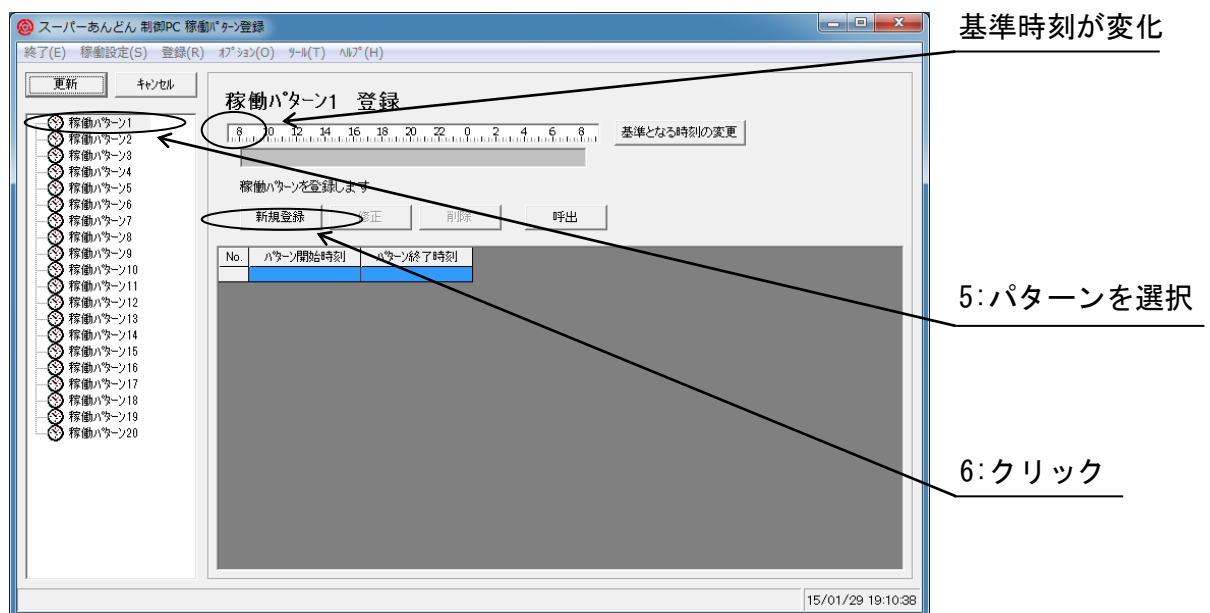 スーパーあんどん 制御PC 稼働ﾊﾟﾀｰﾝ登録
終了(E) 稼働設定(S) 登録(R) ｵﾌﾟｼｮﾝ(O) ﾂｰﾙ(T) ﾍﾙﾌﾟ(H)
更新 ｷｬﾝｾﾙ
稼働ﾊﾟﾀｰﾝ1
稼働ﾊﾟﾀｰﾝ2
稼働ﾊﾟﾀｰﾝ3
稼働ﾊﾟﾀｰﾝ4
稼働ﾊﾟﾀｰﾝ5
稼働ﾊﾟﾀｰﾝ6
稼働ﾊﾟﾀｰﾝ7
稼働ﾊﾟﾀｰﾝ8
稼働ﾊﾟﾀｰﾝ9
稼働ﾊﾟﾀｰﾝ10
稼働ﾊﾟﾀｰﾝ11
稼働ﾊﾟﾀｰﾝ12
稼働ﾊﾟﾀｰﾝ13
稼働ﾊﾟﾀｰﾝ14
稼働ﾊﾟﾀｰﾝ15
稼働ﾊﾟﾀｰﾝ16
稼働ﾊﾟﾀｰﾝ17
稼働ﾊﾟﾀｰﾝ18
稼働ﾊﾟﾀｰﾝ19
稼働ﾊﾟﾀｰﾝ20
稼働ﾊﾟﾀｰﾝ1 登録
8 10 12 14 16 18 20 22 0 2 4 6 8
基準となる時刻の変更
稼働ﾊﾟﾀｰﾝを登録します
新規登録 修正 削除 呼出
No. ﾊﾟﾀｰﾝ開始時刻 ﾊﾟﾀｰﾝ終了時刻
15/01/29 19:10:38
基準時刻が変化
5:パターンを選択
6:クリック